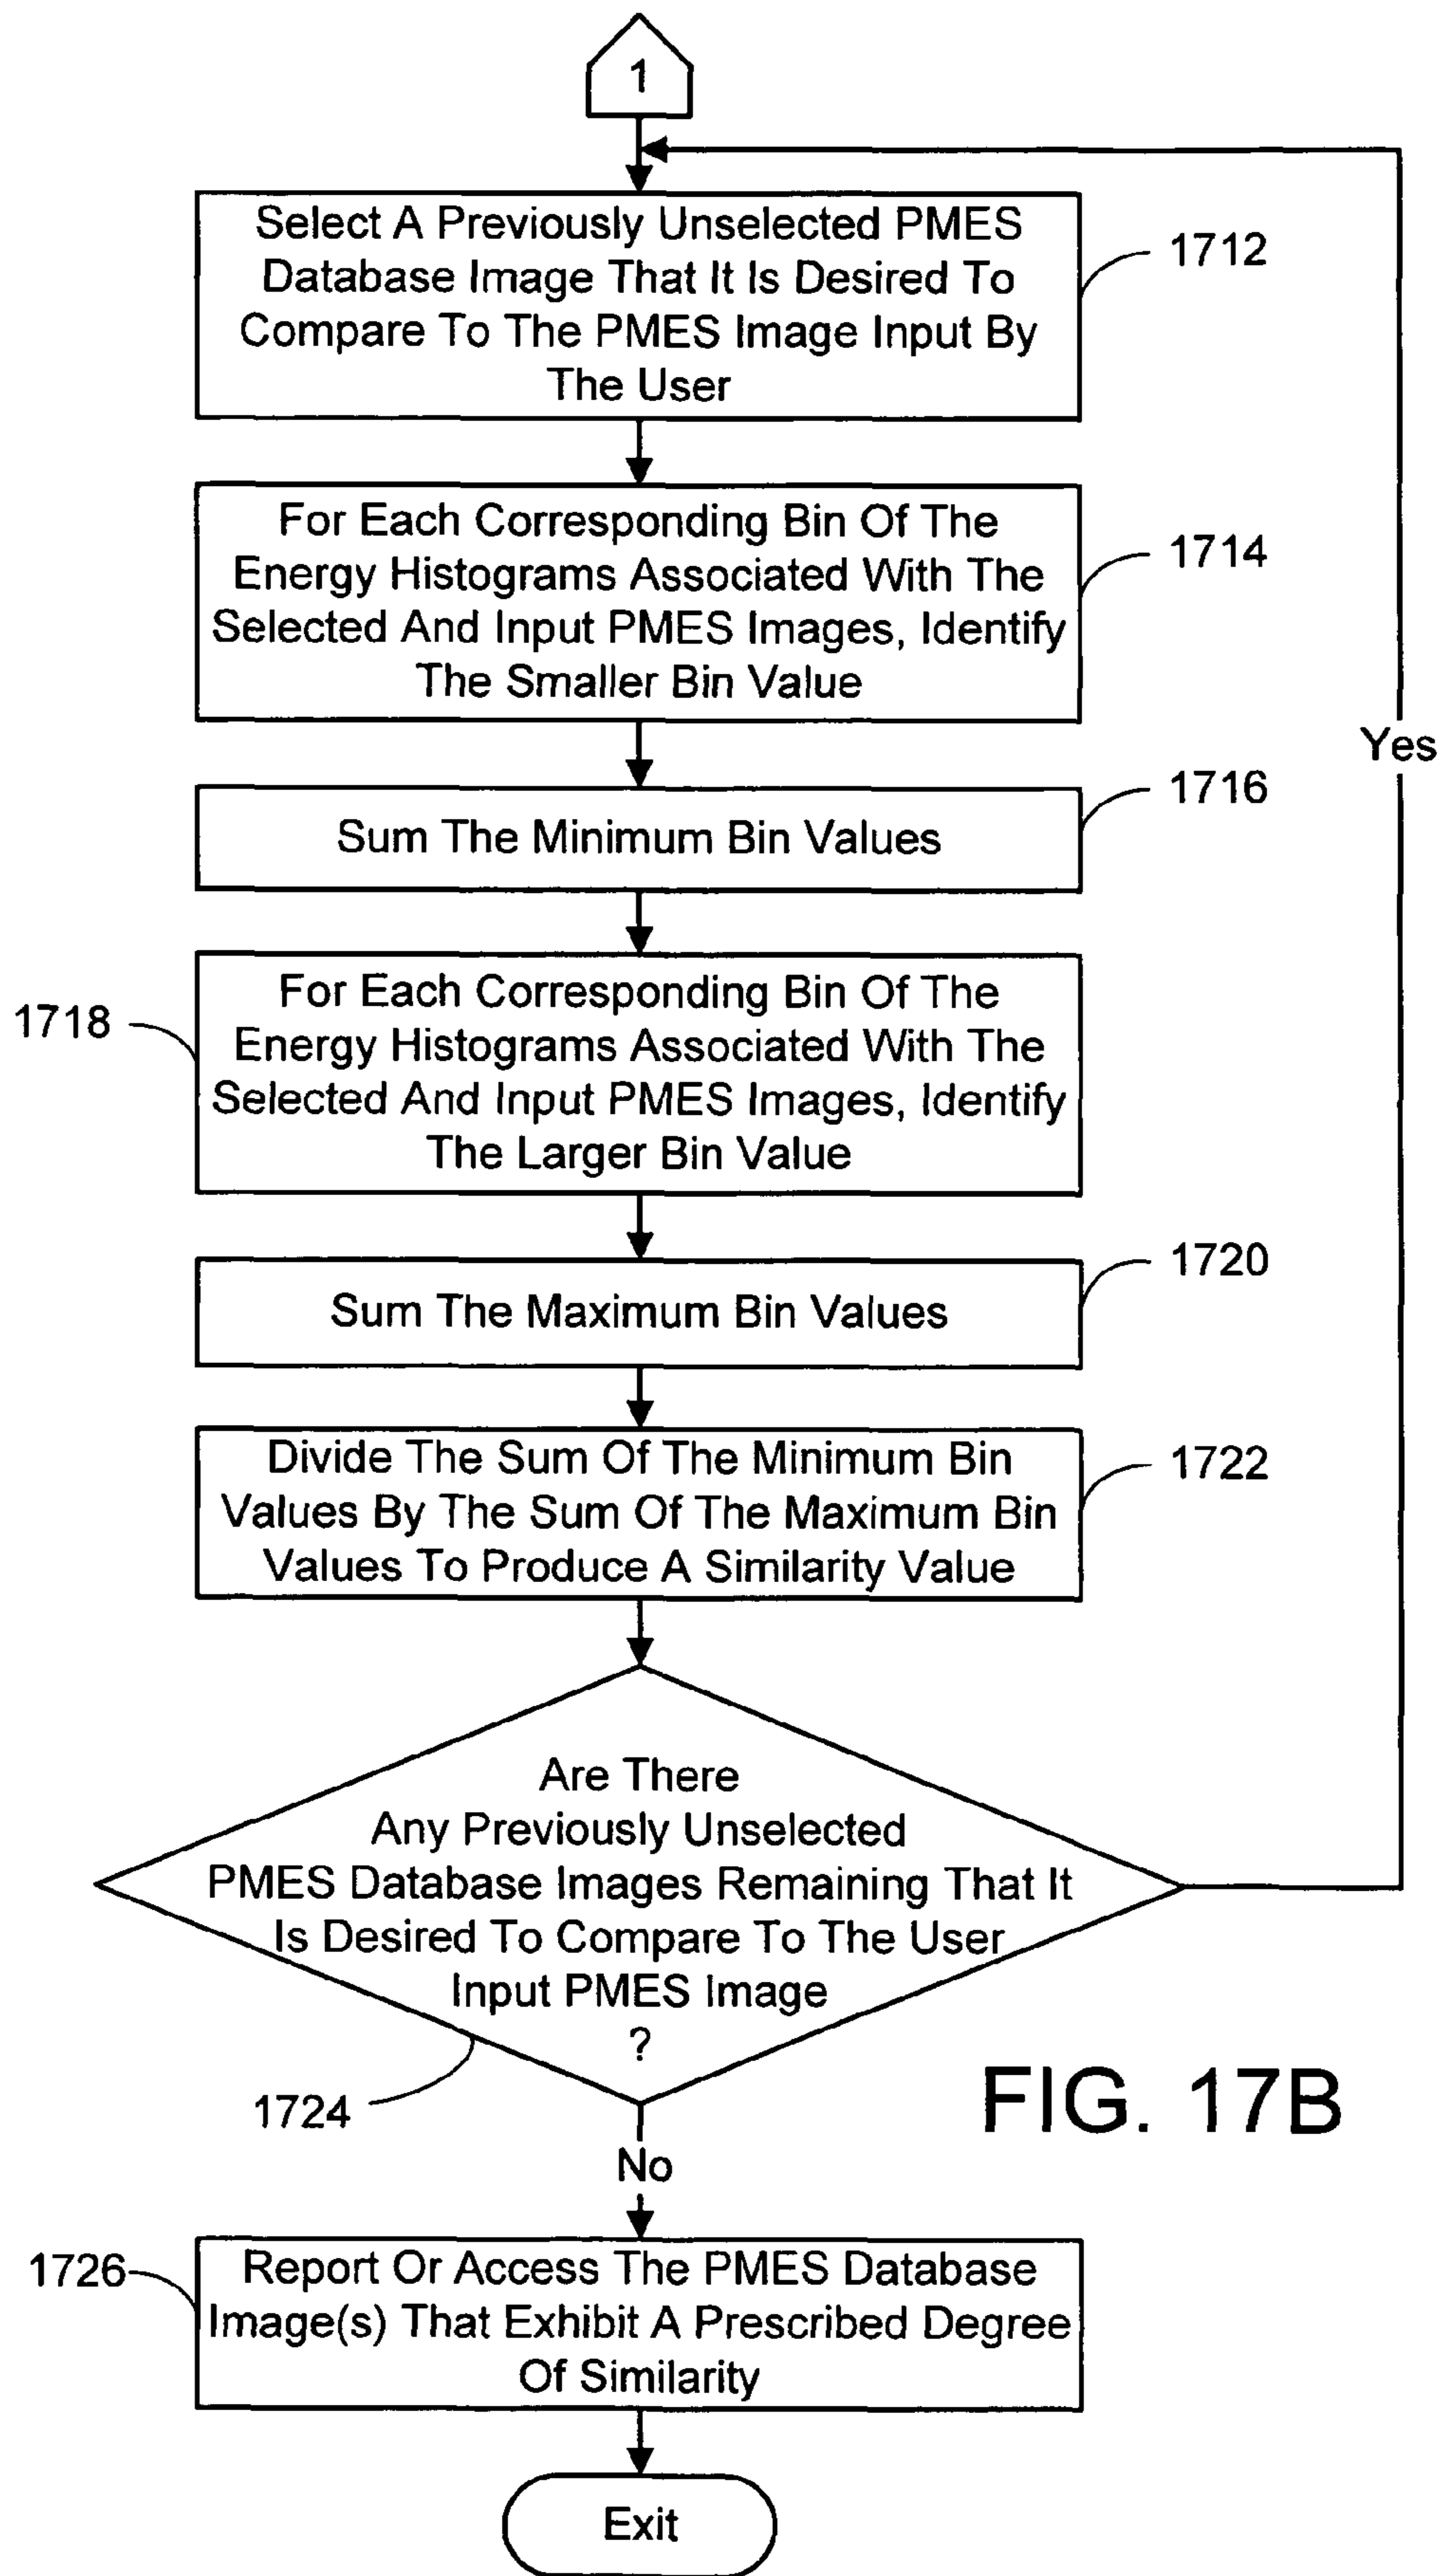 1
Select A Previously Unselected PMES
Database Image That It Is Desired To
Compare To The PMES Image Input By
The User
1712
For Each Corresponding Bin Of The
Energy Histograms Associated With The
Selected And Input PMES Images, Identify
The Smaller Bin Value
1714
Yes
Sum The Minimum Bin Values
1716
For Each Corresponding Bin Of The
Energy Histograms Associated With The
Selected And Input PMES Images, Identify
The Larger Bin Value
1718
Sum The Maximum Bin Values
1720
Divide The Sum Of The Minimum Bin
Values By The Sum Of The Maximum Bin
Values To Produce A Similarity Value
1722
Are There
Any Previously Unselected
PMES Database Images Remaining That It
Is Desired To Compare To The User
Input PMES Image
?
1724
FIG. 17B
No
1726
Report Or Access The PMES Database
Image(s) That Exhibit A Prescribed Degree
Of Similarity
Exit